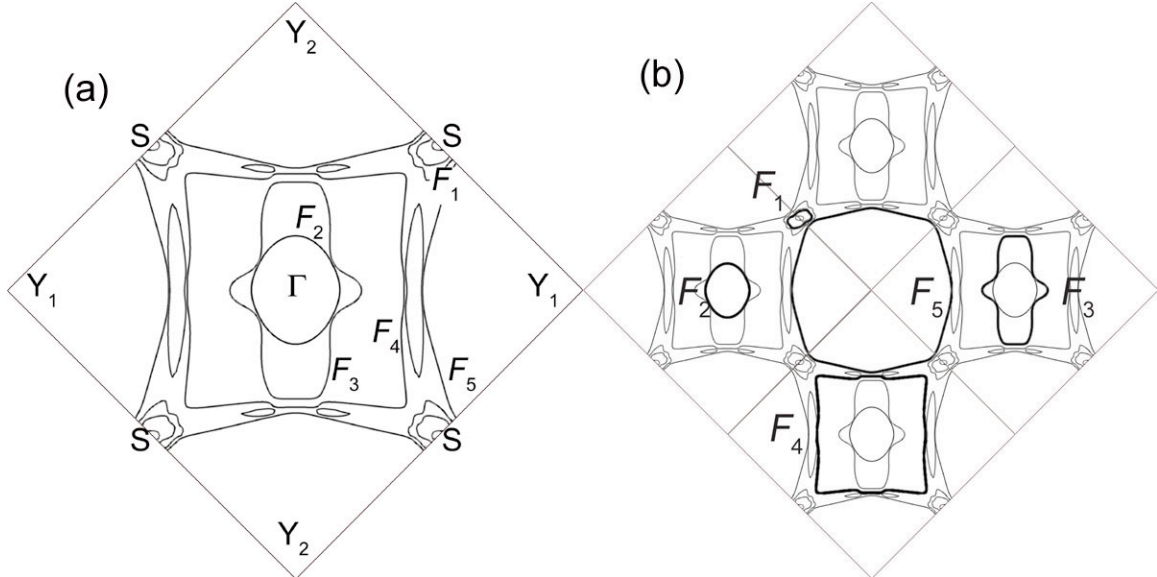 (a)
Y₂
S
S
F₁
F₂
Γ
Y₁
Y₁
F₄
F₃
F₅
S
S
Y₂
(b)
F₁
F₂
F₅
F₃
F₄